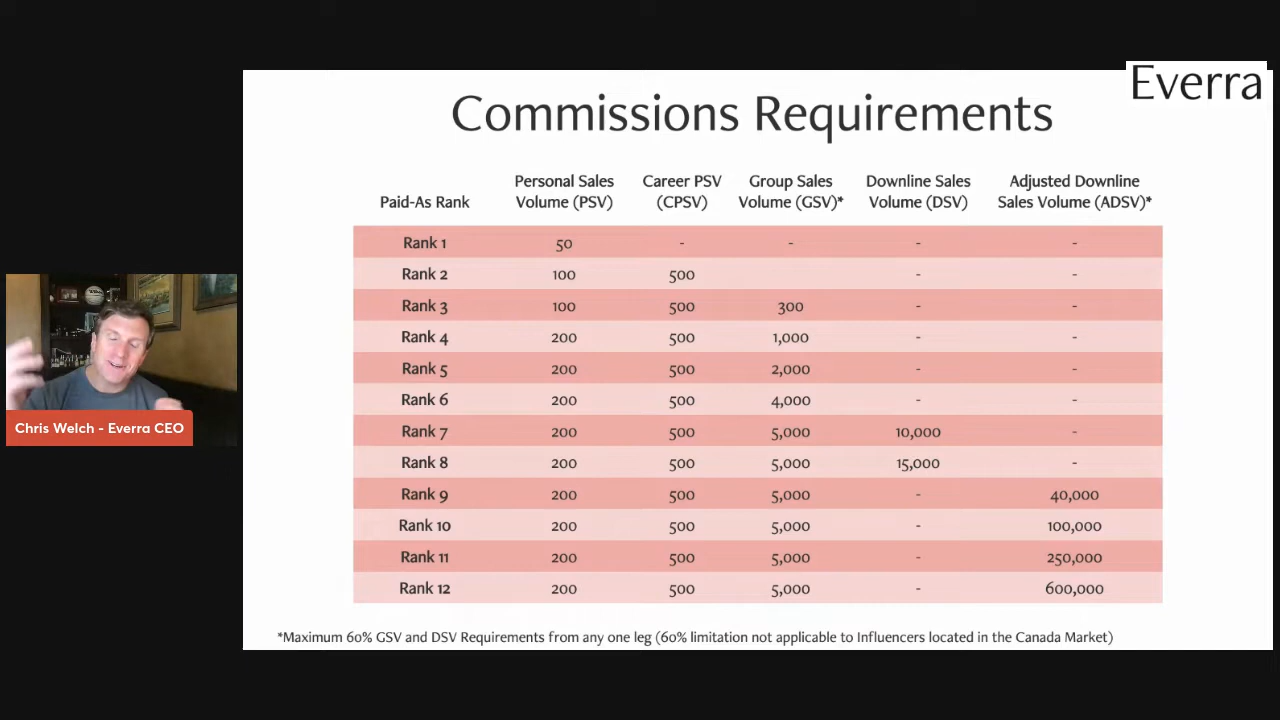 Everra
Commissions Requirements
Paid-As Rank Personal Sales Volume (PSV) Career PSV (CPSV) Group Sales Volume (GSV)* Downline Sales Volume (DSV) Adjusted Downline Sales Volume (ADSV)*
Rank 1 50 - - - -
Rank 2 100 500 - -
Rank 3 100 500 300 - -
Rank 4 200 500 1,000 - -
Rank 5 200 500 2,000 - -
Rank 6 200 500 4,000 - -
Rank 7 200 500 5,000 10,000 -
Rank 8 200 500 5,000 15,000 -
Rank 9 200 500 5,000 - 40,000
Rank 10 200 500 5,000 - 100,000
Rank 11 200 500 5,000 - 250,000
Rank 12 200 500 5,000 - 600,000
*Maximum 60% GSV and DSV Requirements from any one leg (60% limitation not applicable to Influencers located in the Canada Market)
Chris Welch - Everra CEO